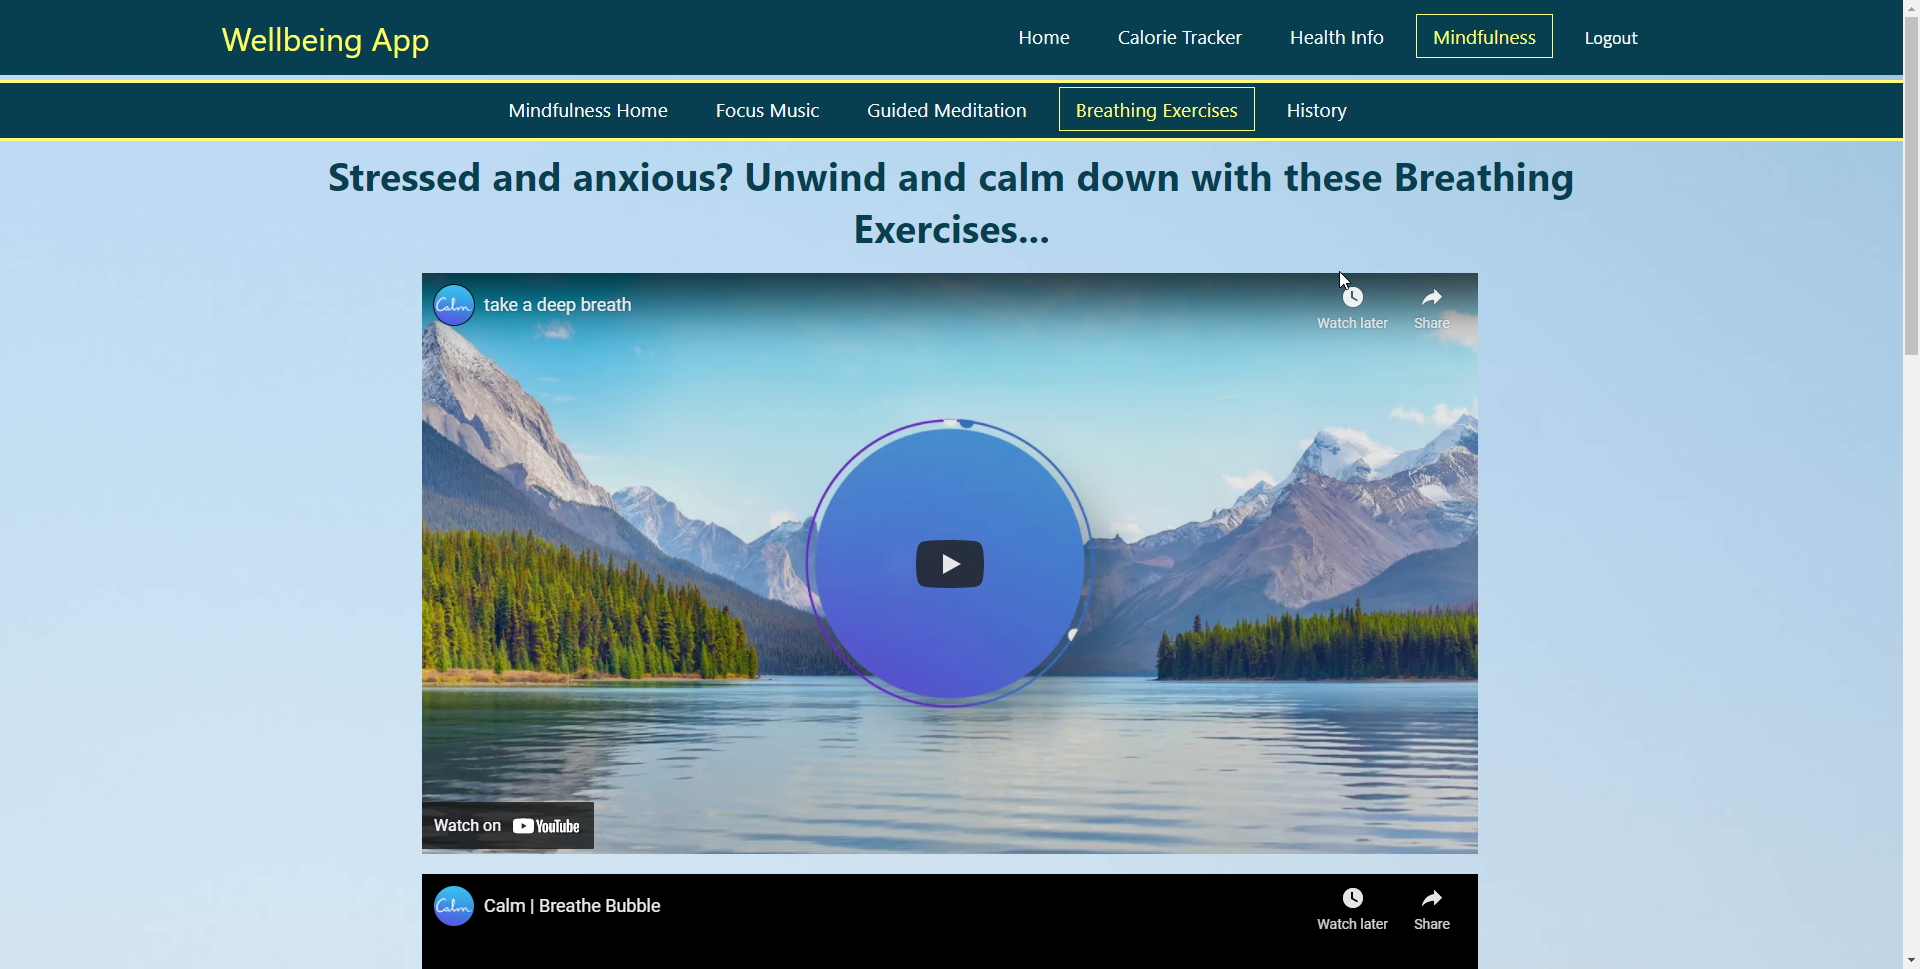 Wellbeing App
Home
Calorie Tracker
Health Info
Mindfulness
Logout
Mindfulness Home
Focus Music
Guided Meditation
Breathing Exercises
History
Stressed and anxious? Unwind and calm down with these Breathing
Exercises...
Calm
take a deep breath
Watch later
Share
Watch on YouTube
Calm
Calm | Breathe Bubble
Watch later
Share